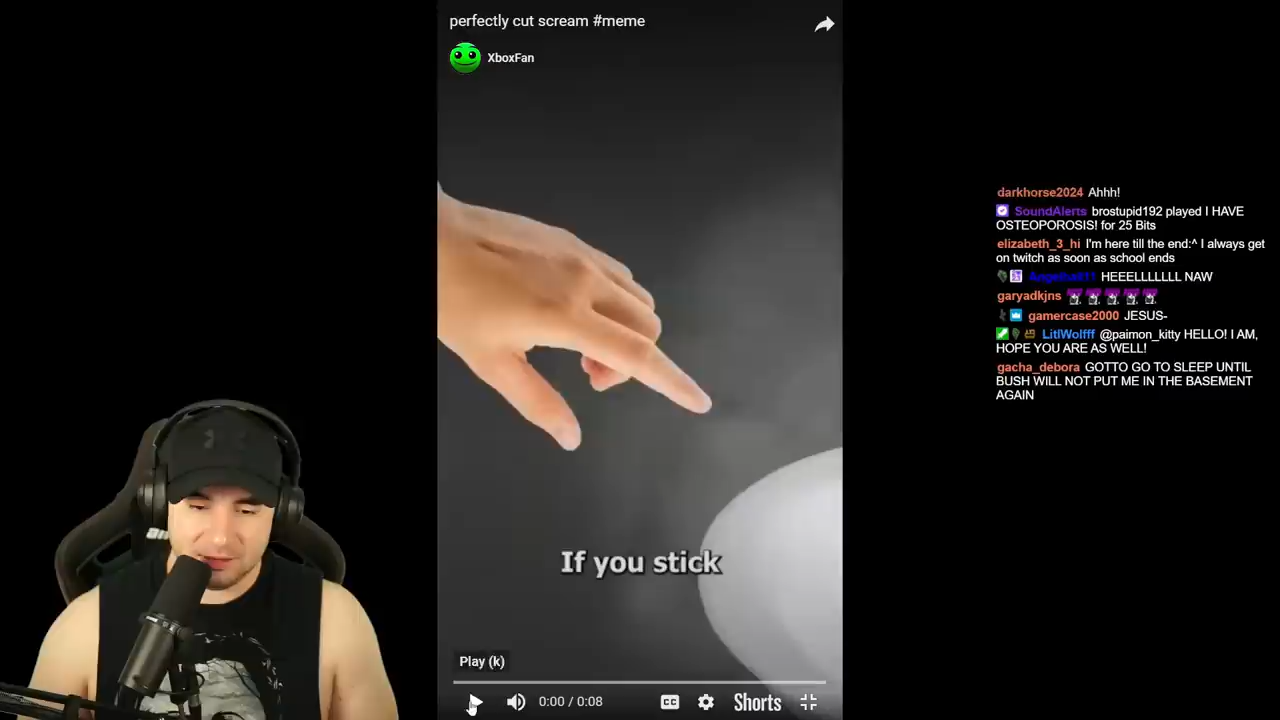 perfectly cut scream #meme
XboxFan
If you stick
Play (k)
0:00 / 0:08
CC
Shorts
darkhorse2024 Ahhh!
SoundAlerts brostupid192 played I HAVE
OSTEOPOROSIS! for 25 Bits
elizabeth_3_hi I'm here till the end:^ I always get
on twitch as soon as school ends
HEEELLLLLLL NAW
garyadkjns
gamercase2000 JESUS-
LitlWolfff @paimon_kitty HELLO! I AM,
HOPE YOU ARE AS WELL!
gacha_debora GOTTO GO TO SLEEP UNTIL
BUSH WILL NOT PUT ME IN THE BASEMENT
AGAIN